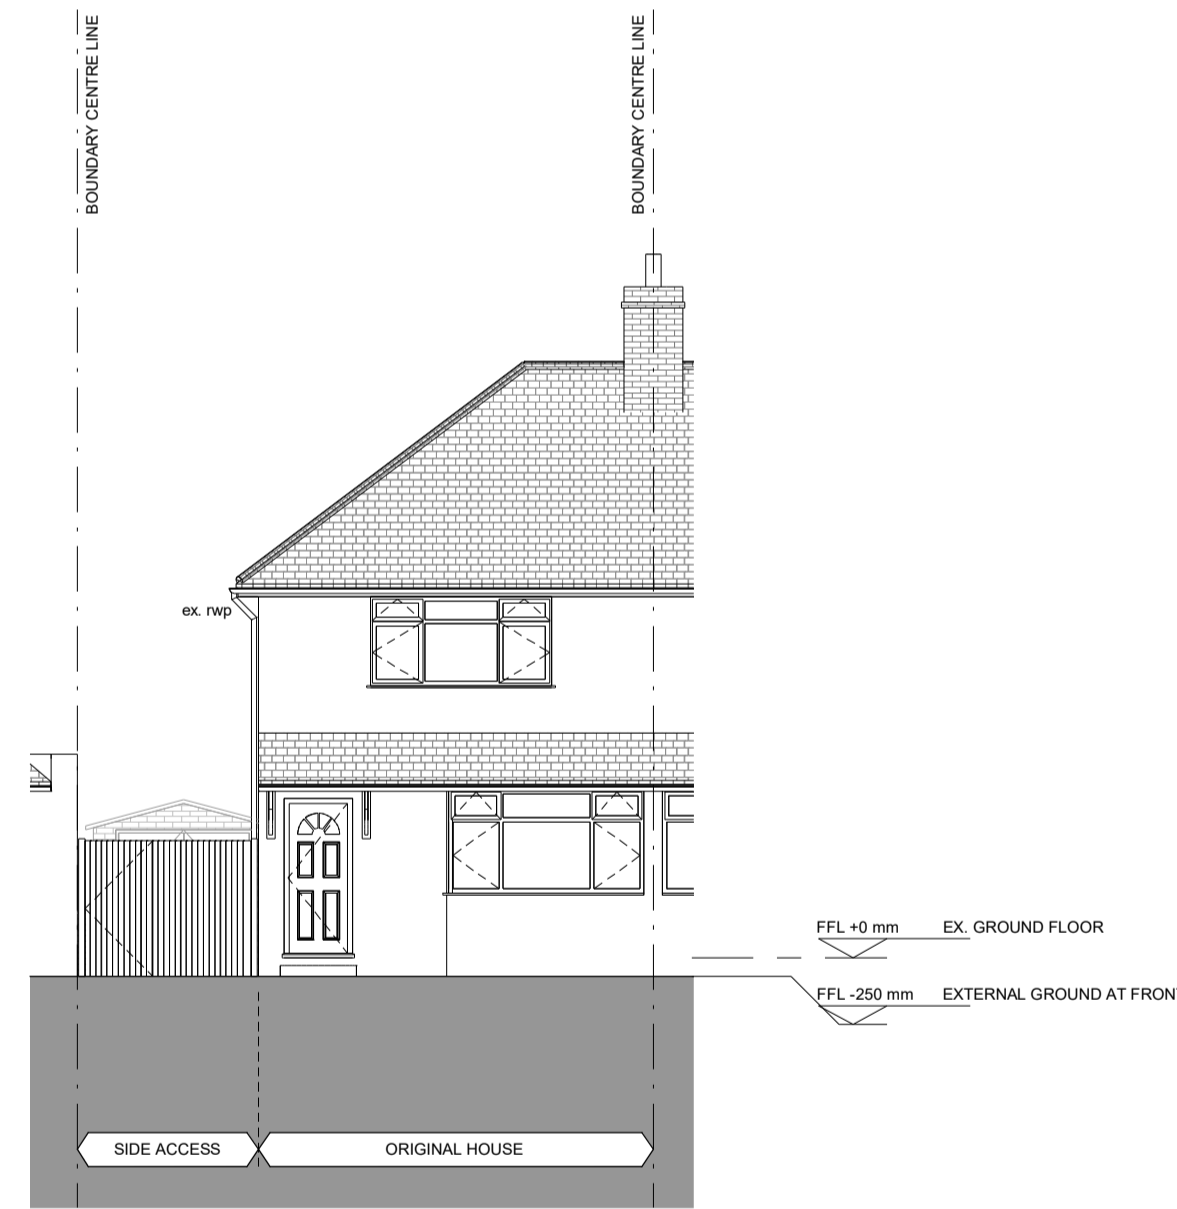 BOUNDARY CENTRE LINE
BOUNDARY CENTRE LINE
ex. rwp
FFL +0 mm EX. GROUND FLOOR
FFL -250 mm EXTERNAL GROUND AT FRON
SIDE ACCESS
ORIGINAL HOUSE